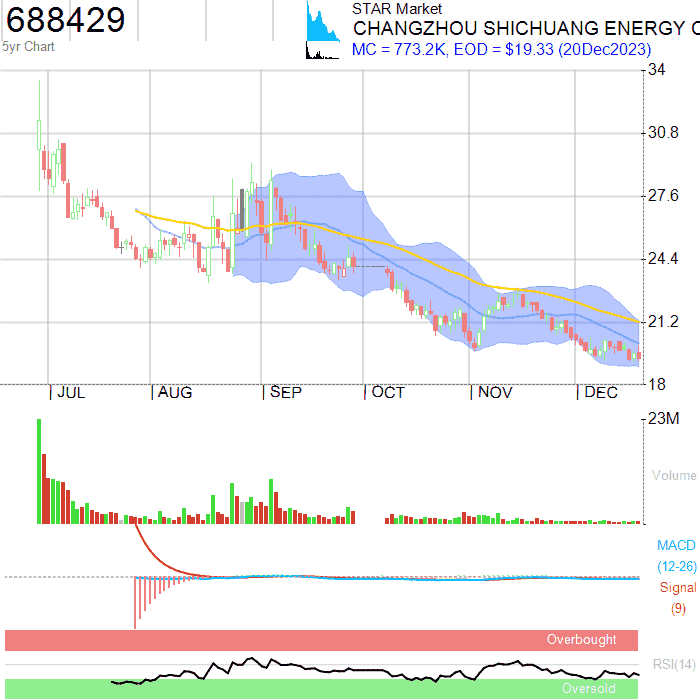 688429
5yr Chart
STAR Market
CHANGZHOU SHICHUANG ENERGY
MC = 773.2K, EOD = $19.33 (20Dec2023)
34
30.8
27.6
24.4
21.2
18
JUL AUG SEP OCT NOV DEC
23M
Volume
MACD
(12-26)
Signal
(9)
Overbought
RSI(14)
Oversold